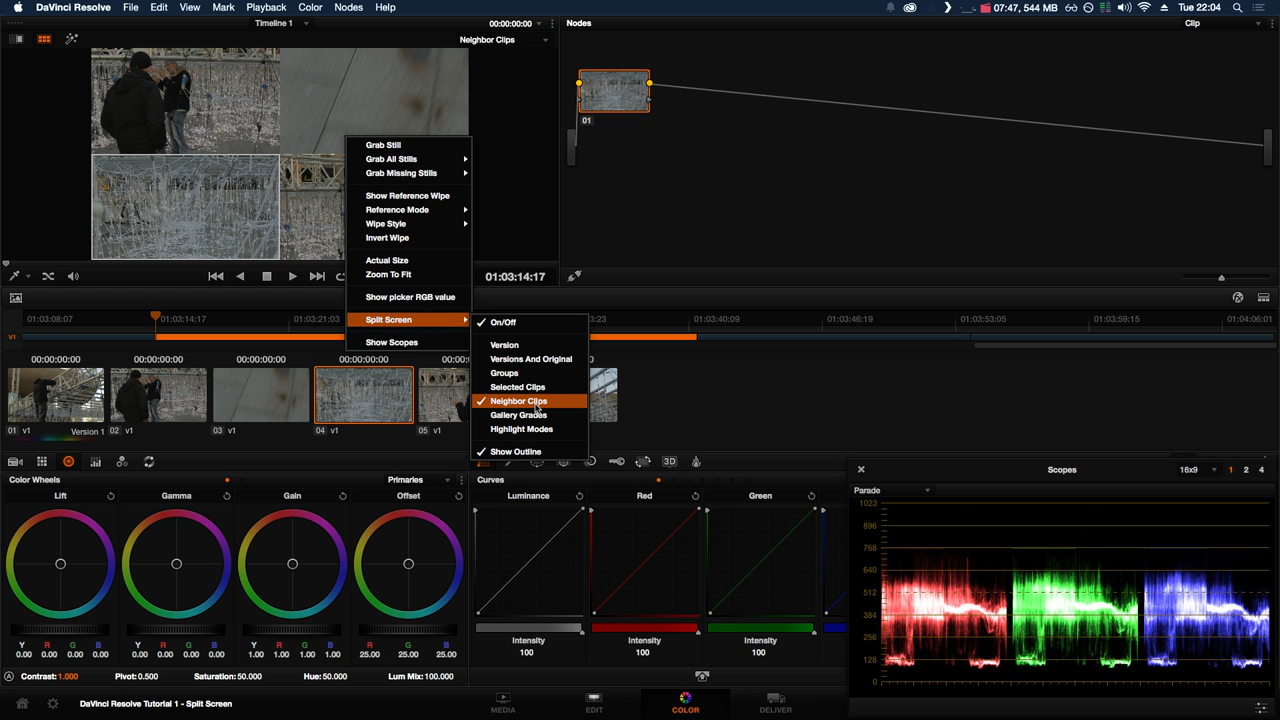 DaVinci Resolve File Edit View Markup Playback Color Nodes Help 07:47, 544 MB Tue 22:04
Timeline 1 00:00:00:00 Nodes Clip
Neighbor Clips
01
Grab Still
Grab All Stills
Grab Missing Stills
Show Reference Wipe
Reference Mode
Wipe Style
Invert Wipe
Actual Size
Zoom To Fit
Show picker RGB value
Split Screen
Show Scopes
On/Off
Version
Versions And Original
Groups
Selected Clips
Neighbor Clips
Gallery Grades
Highlight Modes
Show Outline
01:03:14:17
01:03:08:07 01:03:14:17 01:03:21:03 3:23 01:03:40:09 01:03:46:19 01:03:53:05 01:03:59:15 01:04:06:01
V1
00:00:00:00 00:00:00:00 00:00:00:00 00:00:00:00
01 V1 Version 1 02 V1 03 V1 04 V1 05 V1
3D
Color Wheels Primaries Curves
Lift Gamma Gain Offset Luminance Red Green
Y R G B Y R G B Y R G B R G B
0.00 0.00 0.00 0.00 0.00 0.00 0.00 0.00 1.00 1.00 1.00 1.00 25.00 25.00 25.00
Intensity Intensity Intensity
100 100 100
A Contrast:1.000 Pivot:0.500 Saturation:50.000 Hue:50.000 Lum Mix:100.000
Scopes 16x9 1 2 4
Parade
1023
896
768
640
512
384
256
128
0
DaVinci Resolve Tutorial 1 - Split Screen MEDIA EDIT COLOR DELIVER